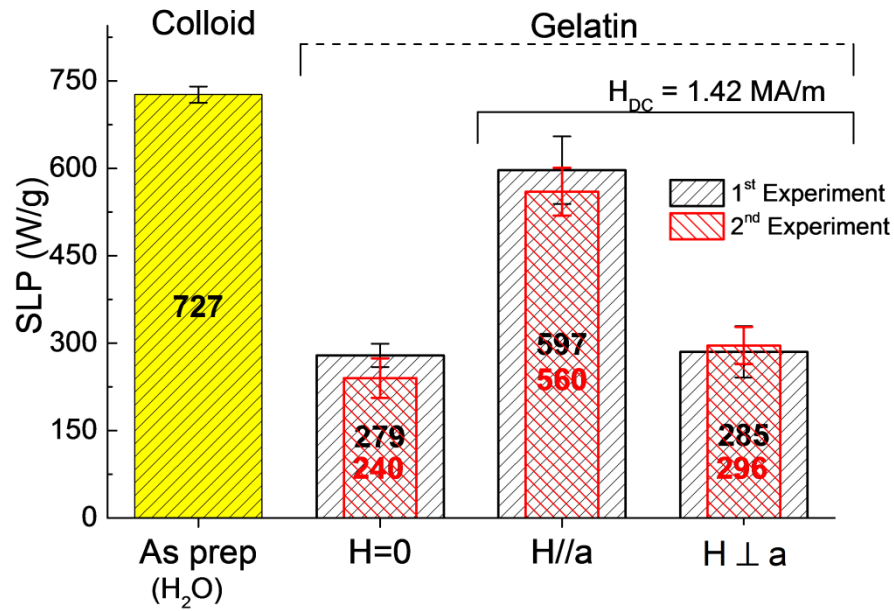 Colloid
Gelatin
H_DC = 1.42 MA/m
SLP (W/g)
750
600
450
300
150
0
1st Experiment
2nd Experiment
727
279
240
597
560
285
296
As prep
(H₂O)
H=0
H//a
H ⊥ a